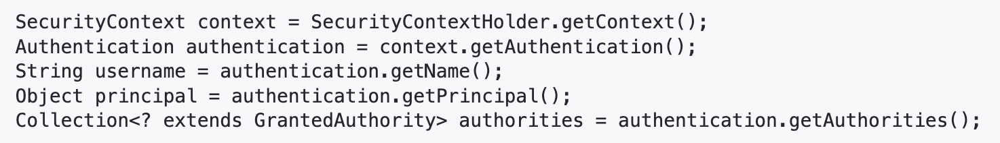 SecurityContext context = SecurityContextHolder.getContext();
Authentication authentication = context.getAuthentication();
String username = authentication.getName();
Object principal = authentication.getPrincipal();
Collection<? extends GrantedAuthority> authorities = authentication.getAuthorities();